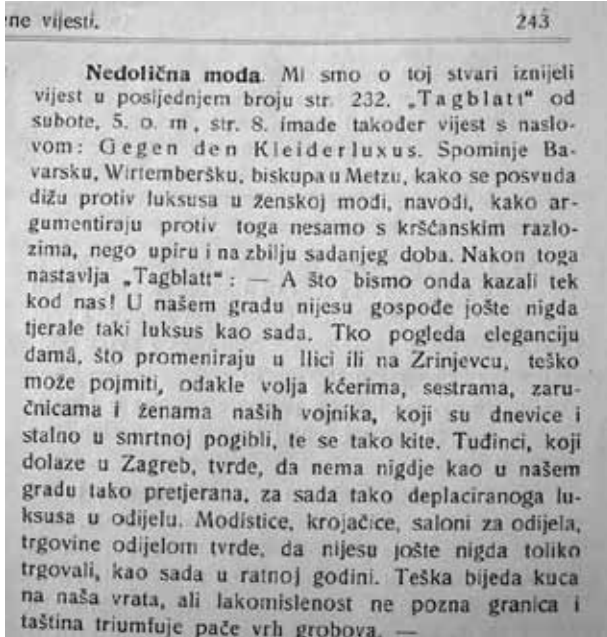 ne vijesti. 243
Nedolična moda. Mi smo o toj stvari iznijeli
vijest u posljednjem broju str. 232. „Tagblatt“ od
subote, 5. o. m., str. 8. imade također vijest s naslo-
vom: Gegen den Kleiderluxus. Spominje Ba-
varsku, Wirtemberšku, biskupa u Metzu, kako se posvuda
dižu protiv luksusa u ženskoj modi, navodi, kako ar-
gumentiraju protiv toga nesamo s kršćanskim razlo-
zima, nego upiru i na zbilju sadanjeg doba. Nakon toga
nastavlja „Tagblatt“: — A što bismo onda kazali tek
kod nas! U našem gradu nijesu gospođe jošte nigda
tjerale taki luksus kao sada. Tko pogleda eleganciju
damâ, što promeniraju u Ilici ili na Zrinjevcu, teško
može pojmiti, odakle volja kćerima, sestrama, zaru-
čnicama i ženama naših vojnika, koji su dnevice i
stalno u smrtnoj pogibli, te se tako kite. Tuđinci, koji
dolaze u Zagreb, tvrde, da nema nigdje kao u našem
gradu tako pretjerana, za sada tako deplaciranoga lu-
ksusa u odijelu. Modistice, krojačice, saloni za odijela,
trgovine odijelom tvrde, da nijesu jošte nigda toliko
trgovali, kao sada u ratnoj godini. Teška bijeda kuca
na naša vrata, ali lakomislenost ne pozna granica i
taština triumfuje pače vrh grobova. —